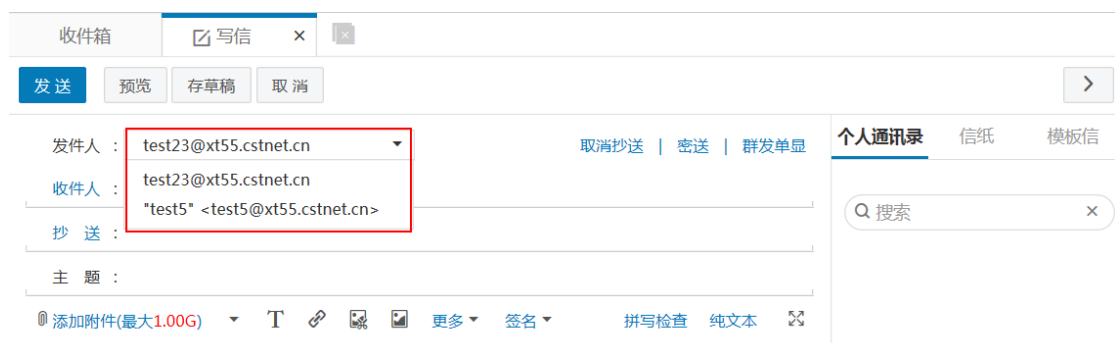 收件箱 写信
发送 预览 存草稿 取消
发件人 : test23@xt55.cstnet.cn 取消抄送 | 密送 | 群发单显 个人通讯录 信纸 模板信
test23@xt55.cstnet.cn
收件人 :
"test5" <test5@xt55.cstnet.cn>
搜索
抄 送 :
主 题 :
添加附件(最大1.00G) T 更多 签名 拼写检查 纯文本